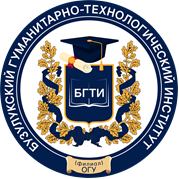 БУЗУЛУКСКИЙ ГУМАНИТАРНО-ТЕХНОЛОГИЧЕСКИЙ ИНСТИТУТ
БГТИ
(филиал)
ОГУ